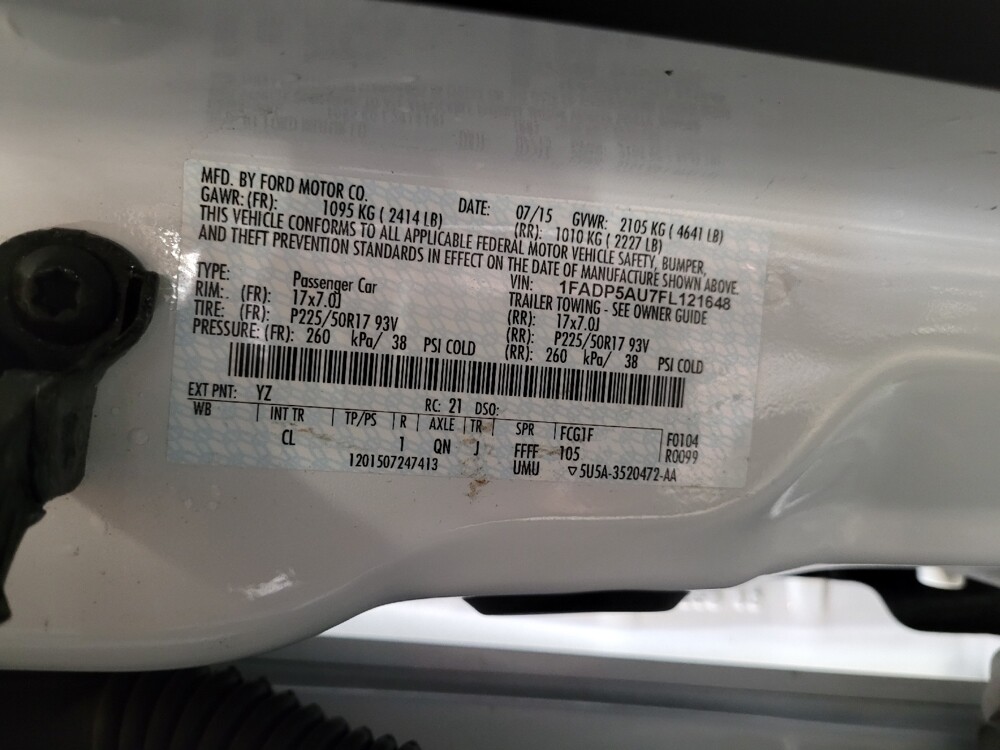 MFD. BY FORD MOTOR CO.
DATE: 07/15 GVWR: 2105 KG ( 4641 LB)
GAWR: (FR): 1095 KG ( 2414 LB) (RR): 1010 KG ( 2227 LB)
THIS VEHICLE CONFORMS TO ALL APPLICABLE FEDERAL MOTOR VEHICLE SAFETY, BUMPER,
AND THEFT PREVENTION STANDARDS IN EFFECT ON THE DATE OF MANUFACTURE SHOWN ABOVE.
VIN: 1FADP5AU7FL121648
TYPE: Passenger Car TRAILER TOWING - SEE OWNER GUIDE
RIM: (FR): 17x7.0J (RR): 17x7.0J
TIRE: (FR): P225/50R17 93V (RR): P225/50R17 93V
PRESSURE: (FR): 260 kPa/ 38 PSI COLD (RR): 260 kPa/ 38 PSI COLD
EXT PNT: YZ RC: 21 DSO:
WB INT TR TP/PS R AXLE TR SPR FCG1F F0104
CL 1 QN J FFFF 105 R0099
1201507247413 UMU ▽5U5A-3520472-AA